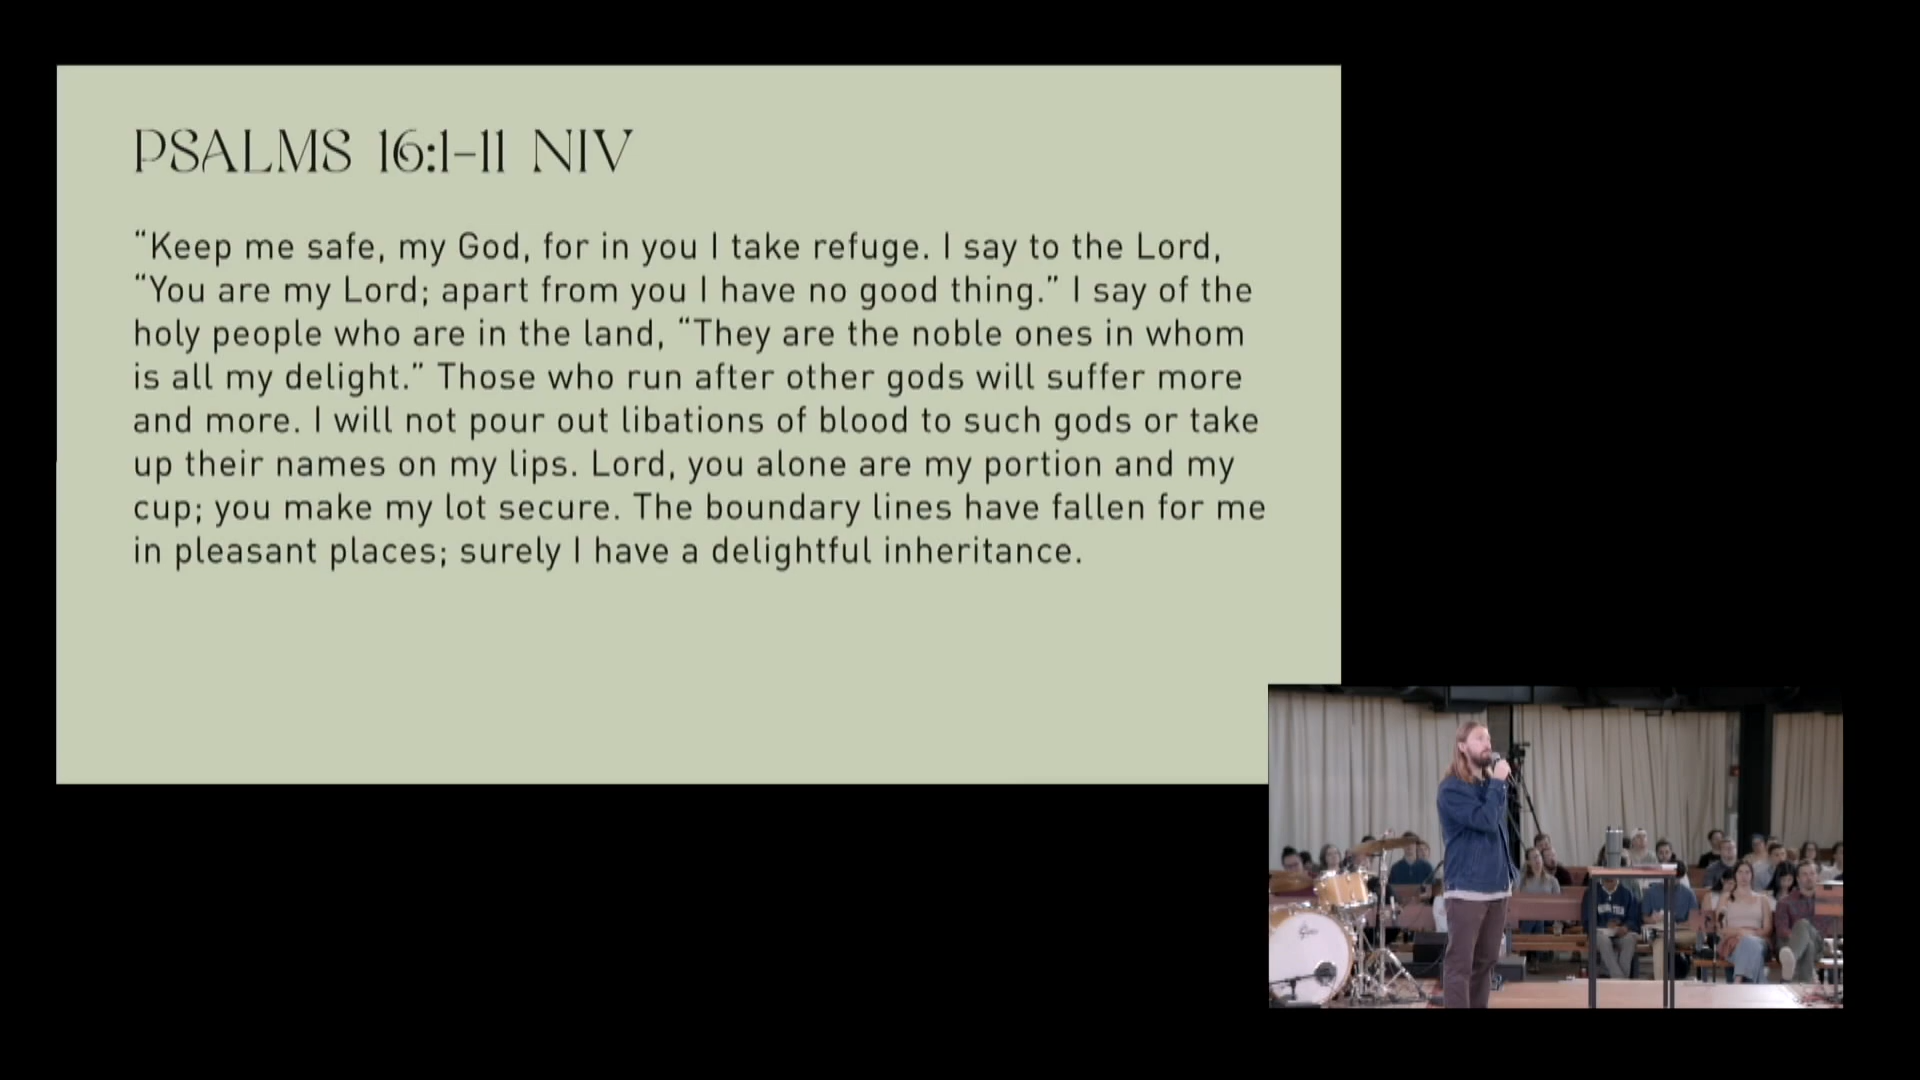 PSALMS 16:1-11 NIV
“Keep me safe, my God, for in you I take refuge. I say to the Lord,
“You are my Lord; apart from you I have no good thing.” I say of the
holy people who are in the land, “They are the noble ones in whom
is all my delight.” Those who run after other gods will suffer more
and more. I will not pour out libations of blood to such gods or take
up their names on my lips. Lord, you alone are my portion and my
cup; you make my lot secure. The boundary lines have fallen for me
in pleasant places; surely I have a delightful inheritance.